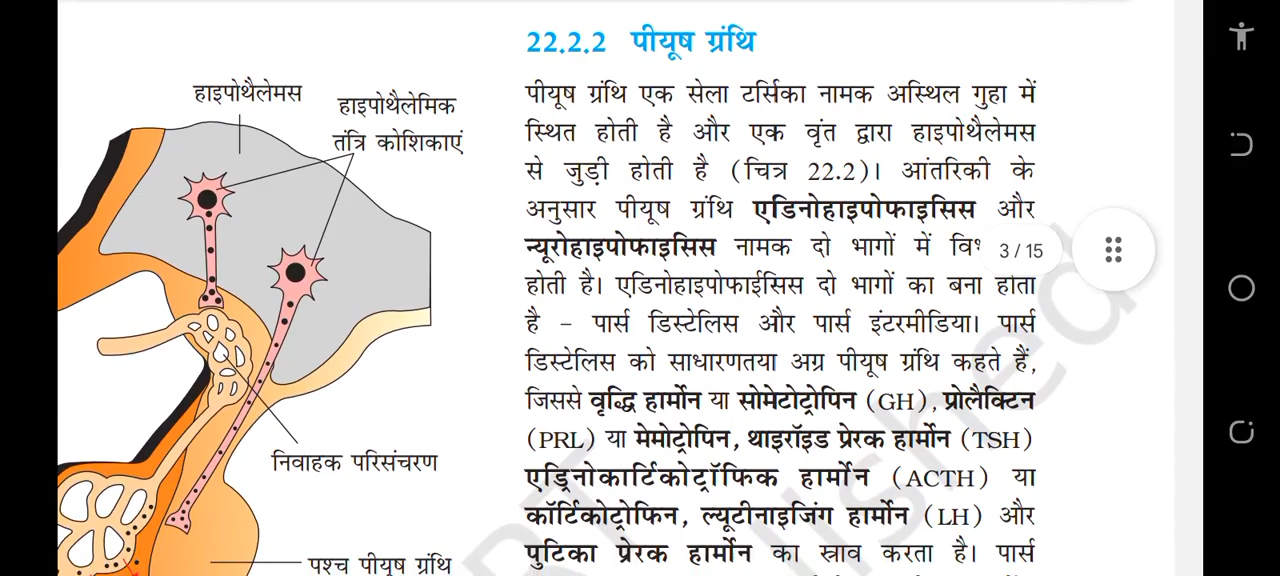 22.2.2 पीयूष ग्रंथि
हाइपोथैलेमस
हाइपोथैलेमिक
तंत्रि कोशिकाएं
निवाहक परिसंचरण
पश्च पीयूष ग्रंथि
पीयूष ग्रंथि एक सेला टर्सिका नामक अस्थिल गुहा में
स्थित होती है और एक वृंत द्वारा हाइपोथैलेमस
से जुड़ी होती है (चित्र 22.2)। आंतरिकी के
अनुसार पीयूष ग्रंथि एडिनोहाइपोफाइसिस और
न्यूरोहाइपोफाइसिस नामक दो भागों में
होती है। एडिनोहाइपोफाईसिस दो भागों का बना होता
है – पार्स डिस्टेलिस और पार्स इंटरमीडिया। पार्स
डिस्टेलिस को साधारणतया अग्र पीयूष ग्रंथि कहते हैं,
जिससे वृद्धि हार्मोन या सोमेटोट्रोपिन (GH), प्रोलैक्टिन
(PRL) या मेमोट्रोपिन, थाइरॉइड प्रेरक हार्मोन (TSH)
एड्रिनोकार्टिकोट्रॉफिक हार्मोन (ACTH) या
कॉर्टिकोट्रोफिन, ल्यूटीनाइजिंग हार्मोन (LH) और
पुटिका प्रेरक हार्मोन का स्राव करता है। पार्स
3 / 15